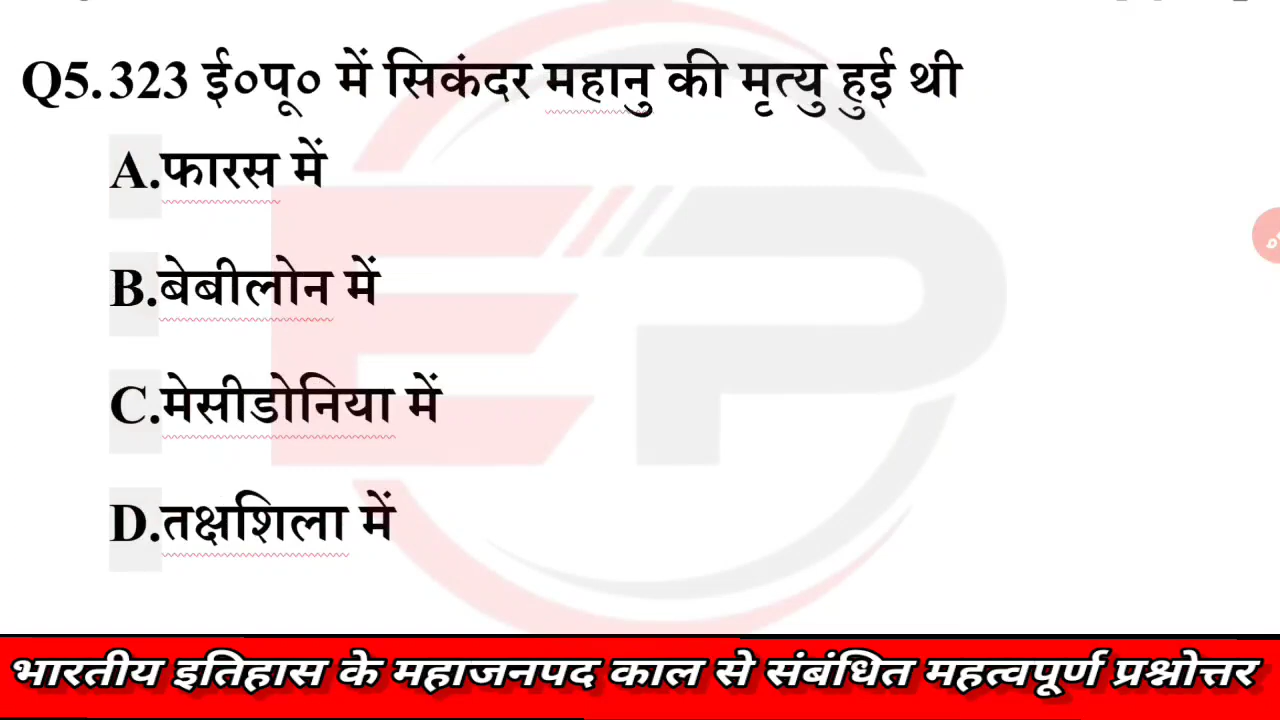 Q5.323 ई०पू० में सिकंदर महानु की मृत्यु हुई थी
A.फारस में
B.बेबीलोन में
C.मेसीडोनिया में
D.तक्षशिला में
भारतीय इतिहास के महाजनपद काल से संबंधित महत्वपूर्ण प्रश्नोत्तर